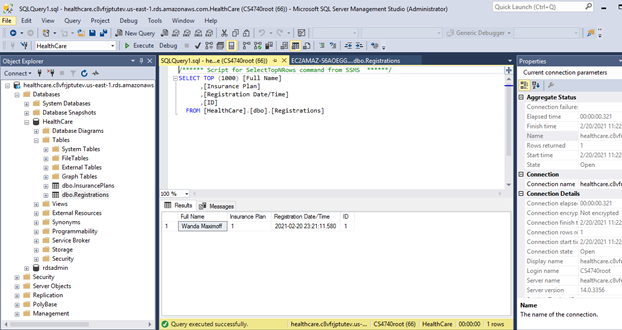 SQLQuery1.sql - healthcare.c8vfrjptutev.us-east-1.rds.amazonaws.com.HealthCare (CS4740root (66)) - Microsoft SQL Server Management Studio (Administrator)
Quick Launch (Ctrl+Q)
File Edit View Query Project Debug Tools Window Help
New Query
Generic Debugger
HealthCare
Execute Debug
Object Explorer
Connect
healthcare.c8vfrjptutev.us-east-1.rds.amazonaws
Databases
System Databases
Database Snapshots
HealthCare
Database Diagrams
Tables
System Tables
FileTables
External Tables
Graph Tables
dbo.InsurancePlans
dbo.Registrations
Views
External Resources
Synonyms
Programmability
Service Broker
Storage
Security
rdsadmin
Security
Server Objects
Replication
PolyBase
Management
SQLQuery1.sql - he...e (CS4740root (66))
EC2AMAZ-56AOEGG...dbo.Registrations
/****** Script for SelectTopNRows command from SSMS ******/
SELECT TOP (1000) [Full Name]
,[Insurance Plan]
,[Registration Date/Time]
,[ID]
FROM [HealthCare].[dbo].[Registrations]
100 %
Results Messages
Full Name Insurance Plan Registration Date/Time ID
1 Wanda Maximoff 1 2021-02-20 23:21:11.580 1
Query executed successfully.
healthcare.c8vfrjptutev.us-... CS4740root (66) HealthCare 00:00:00 1 rows
Properties
Current connection parameters
Aggregate Status
Connection failure
Elapsed time 00:00:00.321
Finish time 2/20/2021 11:22
Name healthcare.c8vfr
Rows returned 1
Start time 2/20/2021 11:22
State Open
Connection
Connection name healthcare.c8
Connection Details
Connection elapse 00:00:00.321
Connection encryp Not encrypted
Connection finish t 2/20/2021 11:22
Connection rows re 1
Connection start ti 2/20/2021 11:22
Connection state Open
Display name healthcare.c8vfr
Login name CS4740root
Server name healthcare.c8vfr
Server version 14.0.3356
Name
The name of the connection.